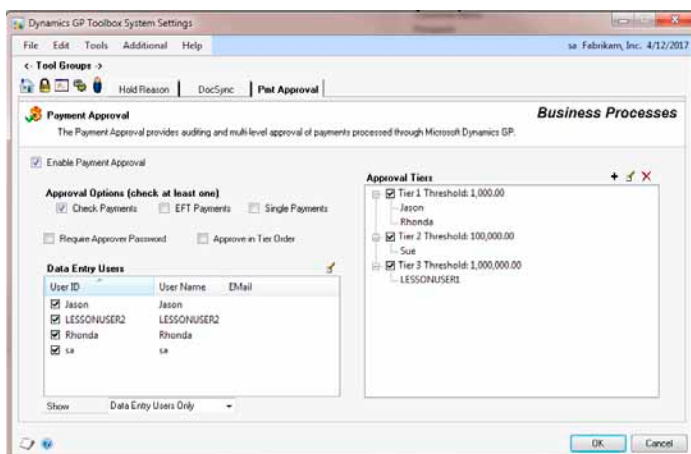 Dynamics GP Toolbox System Settings
File Edit Tools Additional Help sa Fabrikam, Inc. 4/12/2017
<- Tool Groups ->
Hold Reason DocSync Pmt Approval
Payment Approval Business Processes
The Payment Approval provides auditing and multi-level approval of payments processed through Microsoft Dynamics GP.
Enable Payment Approval
Approval Options (check at least one)
Check Payments EFT Payments Single Payments
Require Approver Password Approve in Tier Order
Data Entry Users
User ID User Name EMail
Jason Jason
LESSONUSER2 LESSONUSER2
Rhonda Rhonda
sa sa
Show Data Entry Users Only
Approval Tiers
Tier 1 Threshold: 1,000.00
Jason
Rhonda
Tier 2 Threshold: 100,000.00
Sue
Tier 3 Threshold: 1,000,000.00
LESSONUSER1
OK Cancel